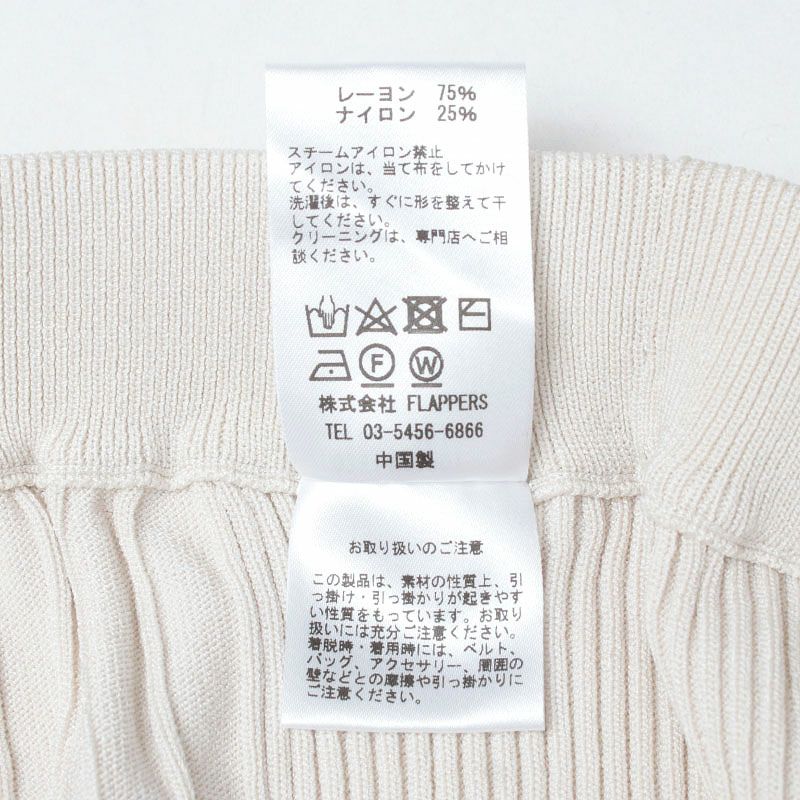 レーヨン 75%
ナイロン 25%
スチームアイロン禁止
アイロンは、当て布をしてかけ
てください。
洗濯後は、すぐに形を整えて干
してください。
クリーニングは、専門店へご相
談ください。
F W
株式会社 FLAPPERS
TEL 03-5456-6866
中国製
お取り扱いのご注意
この製品は、素材の性質上、引
っ掛け・引っ掛かりが起きやす
い性質をもっています。お取り
扱いには充分ご注意ください。
着脱時・着用時には、ベルト、
バッグ、アクセサリー、周囲の
壁などとの摩擦や引っ掛かりに
ご注意ください。